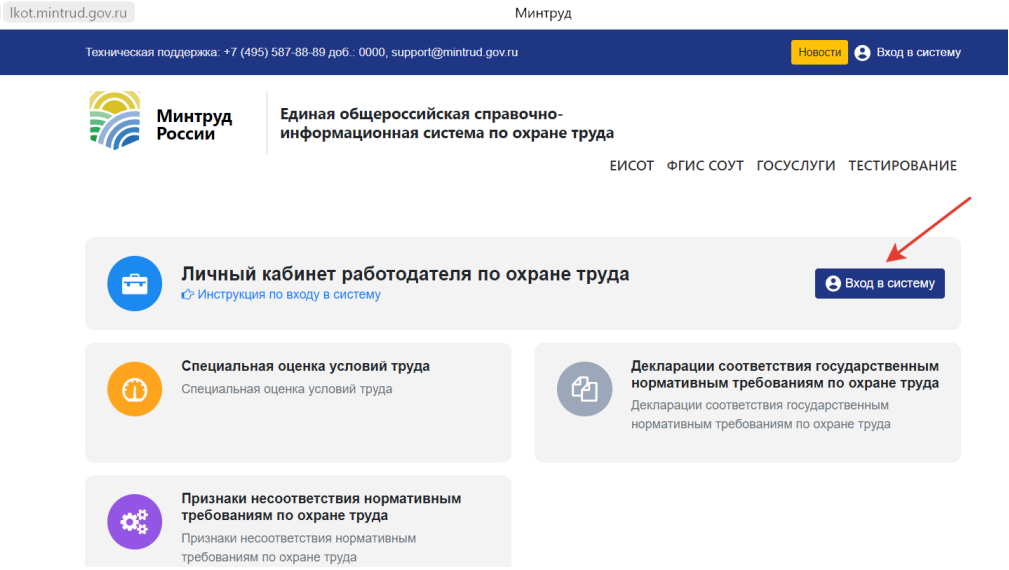 lkot.mintrud.gov.ru
Минтруд
Техническая поддержка: +7 (495) 587-88-89 доб.: 0000, support@mintrud.gov.ru
Новости
Вход в систему
Минтруд
России
Единая общероссийская справочно-
информационная система по охране труда
ЕИСОТ ФГИС СОУТ ГОСУСЛУГИ ТЕСТИРОВАНИЕ
Личный кабинет работодателя по охране труда
Инструкция по входу в систему
Вход в систему
Специальная оценка условий труда
Специальная оценка условий труда
Декларации соответствия государственным
нормативным требованиям по охране труда
Декларации соответствия государственным
нормативным требованиям по охране труда
Признаки несоответствия нормативным
требованиям по охране труда
Признаки несоответствия нормативным
требованиям по охране труда